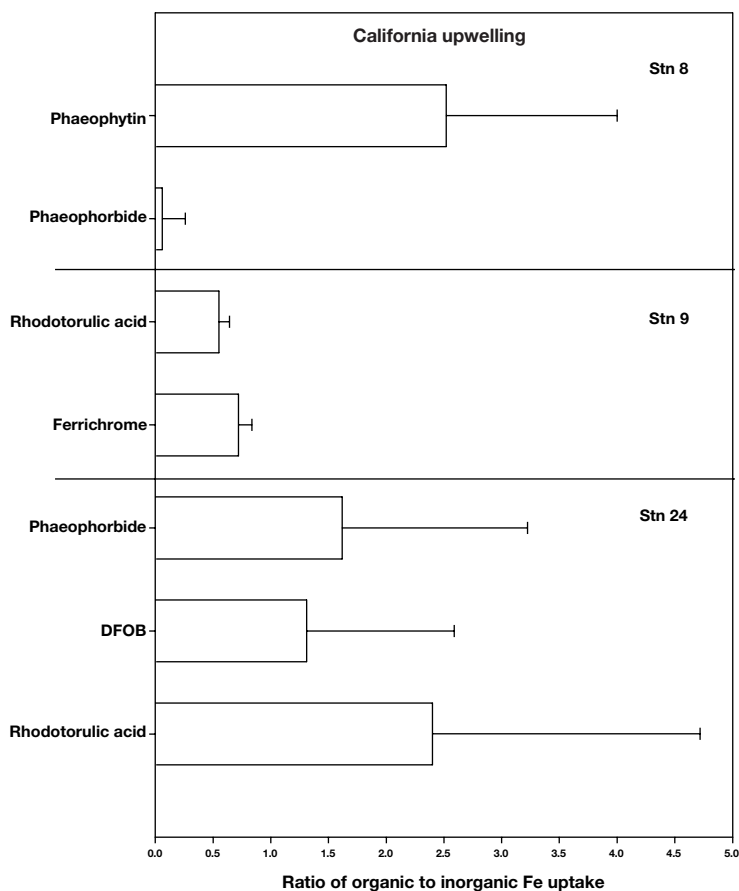 California upwelling
Stn 8
Phaeophytin
Phaeophorbide
Rhodotorulic acid
Stn 9
Ferrichrome
Phaeophorbide
Stn 24
DFOB
Rhodotorulic acid
0.0 0.5 1.0 1.5 2.0 2.5 3.0 3.5 4.0 4.5 5.0
Ratio of organic to inorganic Fe uptake